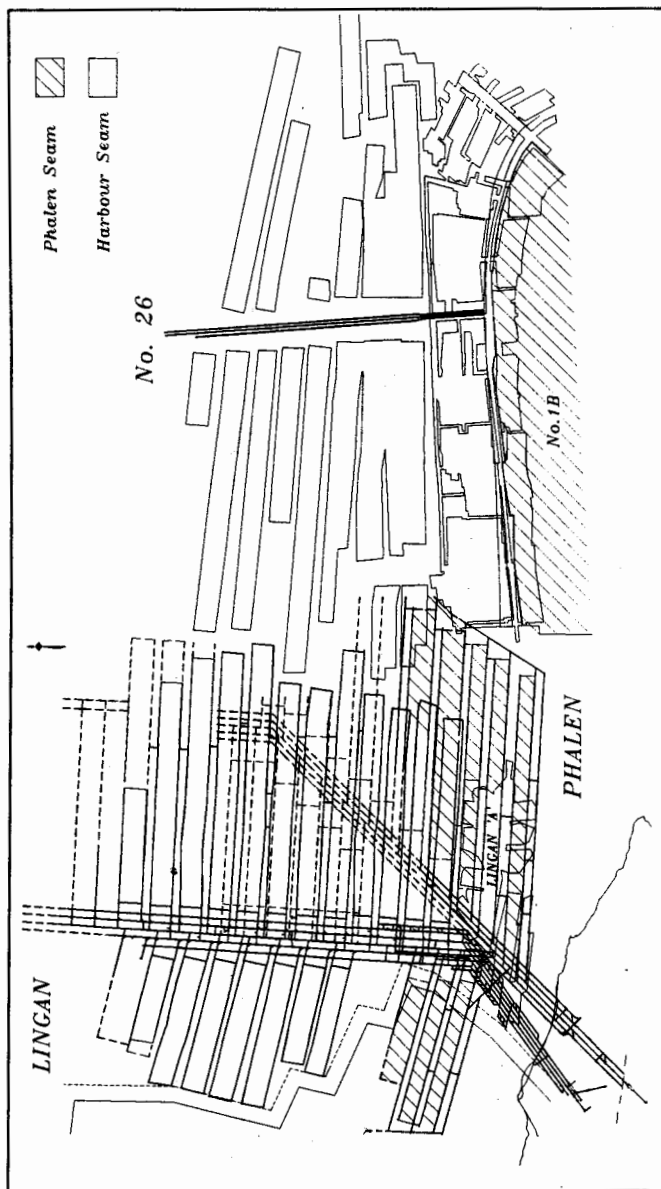 Phalen Seam
Harbour Seam
No. 26
No.1B
LINGAN
LINGAN 'A'
PHALEN